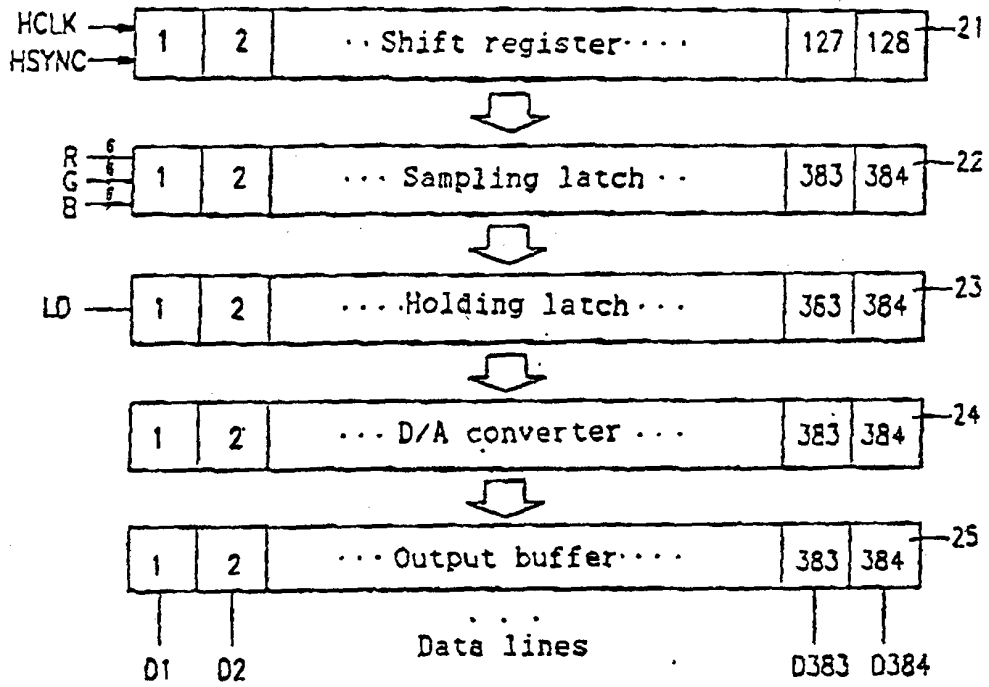 HCLK
HSYNC
1 2 ·· Shift register ···· 127 128 21
R 6
G 6
B 6
1 2 ··· Sampling latch ·· 383 384 22
LD
1 2 ···· Holding latch ··· 383 384 23
1 2 ··· D/A converter ··· 383 384 24
1 2 ··· Output buffer ···· 383 384 25
· · ·
Data lines
D1 D2 D383 D384